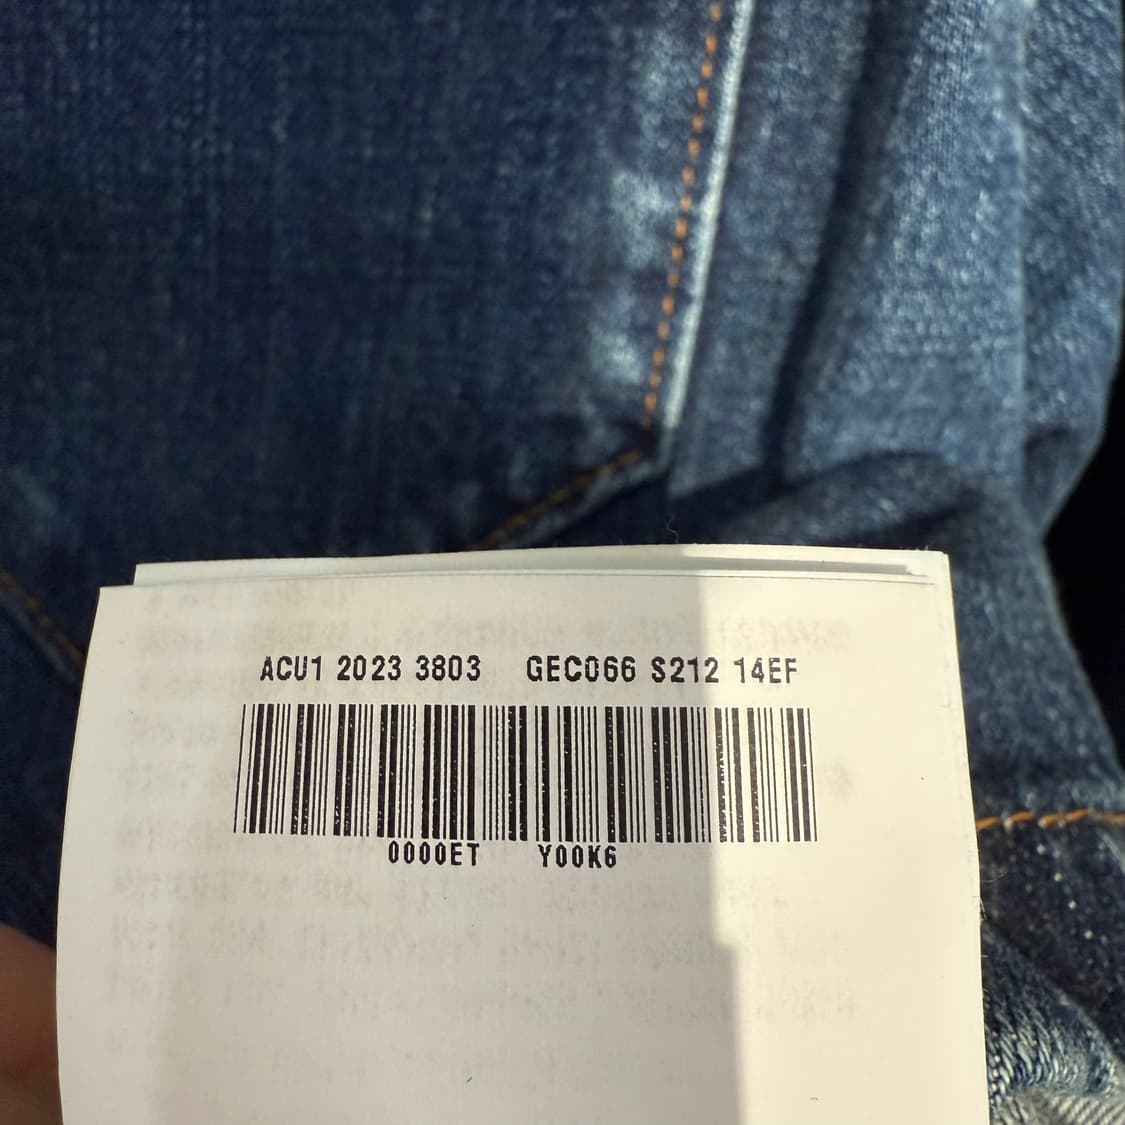 ACU1 2023 3803 GEC066 S212 14EF
0000ET Y00K6